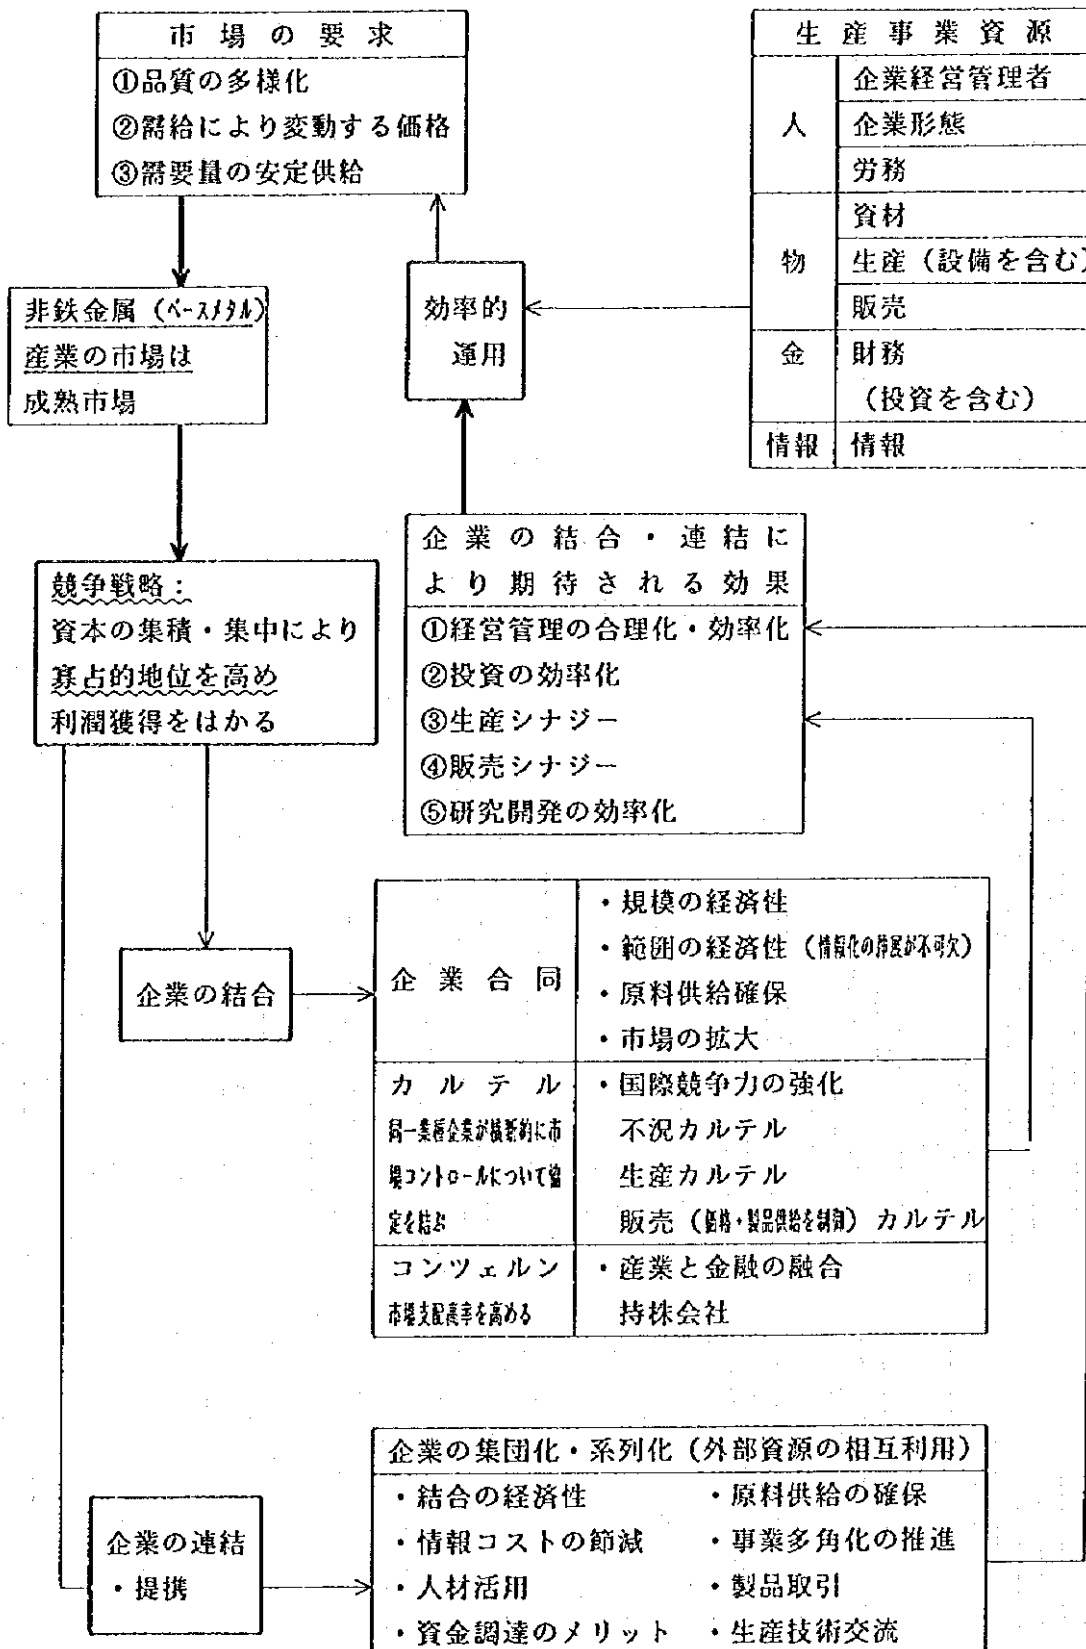 市場の要求
①品質の多様化
②需給により変動する価格
③需要量の安定供給
生産事業資源
人
企業経営管理者
企業形態
労務
物
資材
生産（設備を含む）
販売
金
財務
（投資を含む）
情報
情報
効率的
運用
非鉄金属（ベースメタル）
産業の市場は
成熟市場
競争戦略：
資本の集積・集中により
寡占的地位を高め
利潤獲得をはかる
企業の結合・連結に
より期待される効果
①経営管理の合理化・効率化
②投資の効率化
③生産シナジー
④販売シナジー
⑤研究開発の効率化
企業の結合
企業合同
・規模の経済性
・範囲の経済性（情報化の進展が不可欠）
・原料供給確保
・市場の拡大
カルテル
同一業種企業が横断的に市
場コントロールについて協
定を結ぶ
・国際競争力の強化
不況カルテル
生産カルテル
販売（価格・製品供給を制御）カルテル
コンツェルン
市場支配高率を高める
・産業と金融の融合
持株会社
企業の連結
・提携
企業の集団化・系列化（外部資源の相互利用）
・結合の経済性
・情報コストの節減
・人材活用
・資金調達のメリット
・原料供給の確保
・事業多角化の推進
・製品取引
・生産技術交流